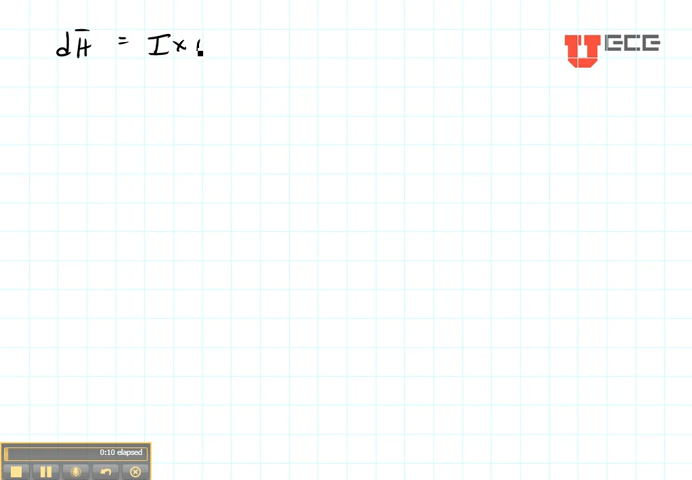 dH̄ = I ×
ECE
0:10 elapsed